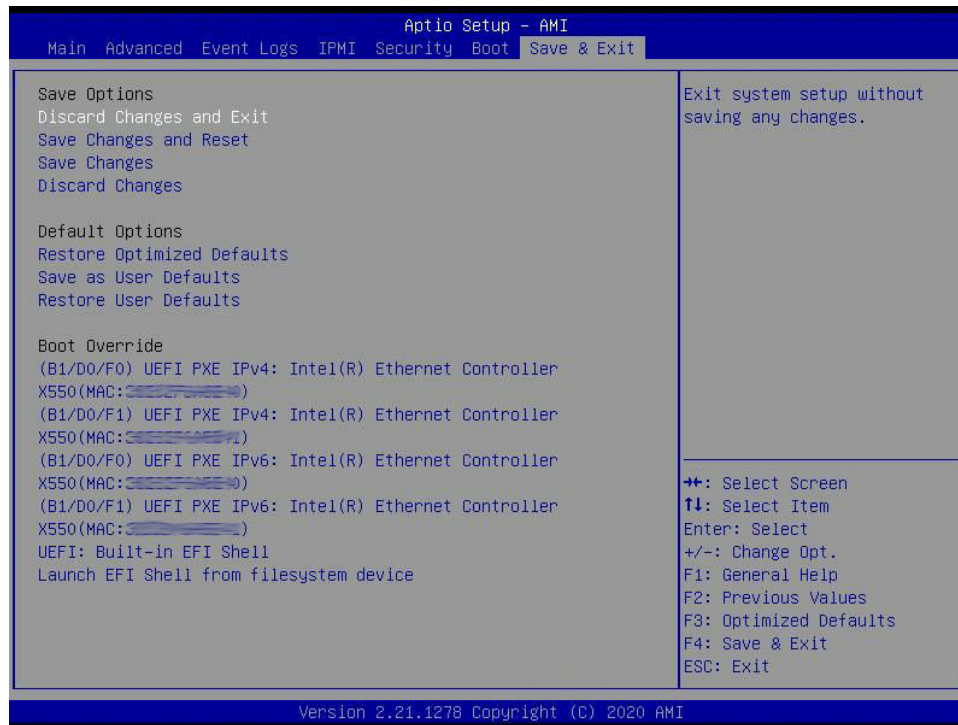 Aptio Setup – AMI
Main Advanced Event Logs IPMI Security Boot Save & Exit
Save Options
Discard Changes and Exit
Save Changes and Reset
Save Changes
Discard Changes
Default Options
Restore Optimized Defaults
Save as User Defaults
Restore User Defaults
Boot Override
(B1/D0/F0) UEFI PXE IPv4: Intel(R) Ethernet Controller
X550(MAC:)
(B1/D0/F1) UEFI PXE IPv4: Intel(R) Ethernet Controller
X550(MAC:)
(B1/D0/F0) UEFI PXE IPv6: Intel(R) Ethernet Controller
X550(MAC:)
(B1/D0/F1) UEFI PXE IPv6: Intel(R) Ethernet Controller
X550(MAC:)
UEFI: Built-in EFI Shell
Launch EFI Shell from filesystem device
Exit system setup without
saving any changes.
→←: Select Screen
↑↓: Select Item
Enter: Select
+/-: Change Opt.
F1: General Help
F2: Previous Values
F3: Optimized Defaults
F4: Save & Exit
ESC: Exit
Version 2.21.1278 Copyright (C) 2020 AMI